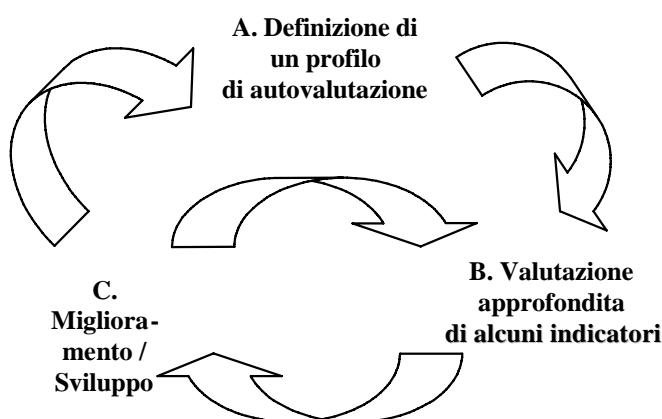 A. Definizione di
un profilo
di autovalutazione
B. Valutazione
approfondita
di alcuni indicatori
C.
Migliora-
mento /
Sviluppo